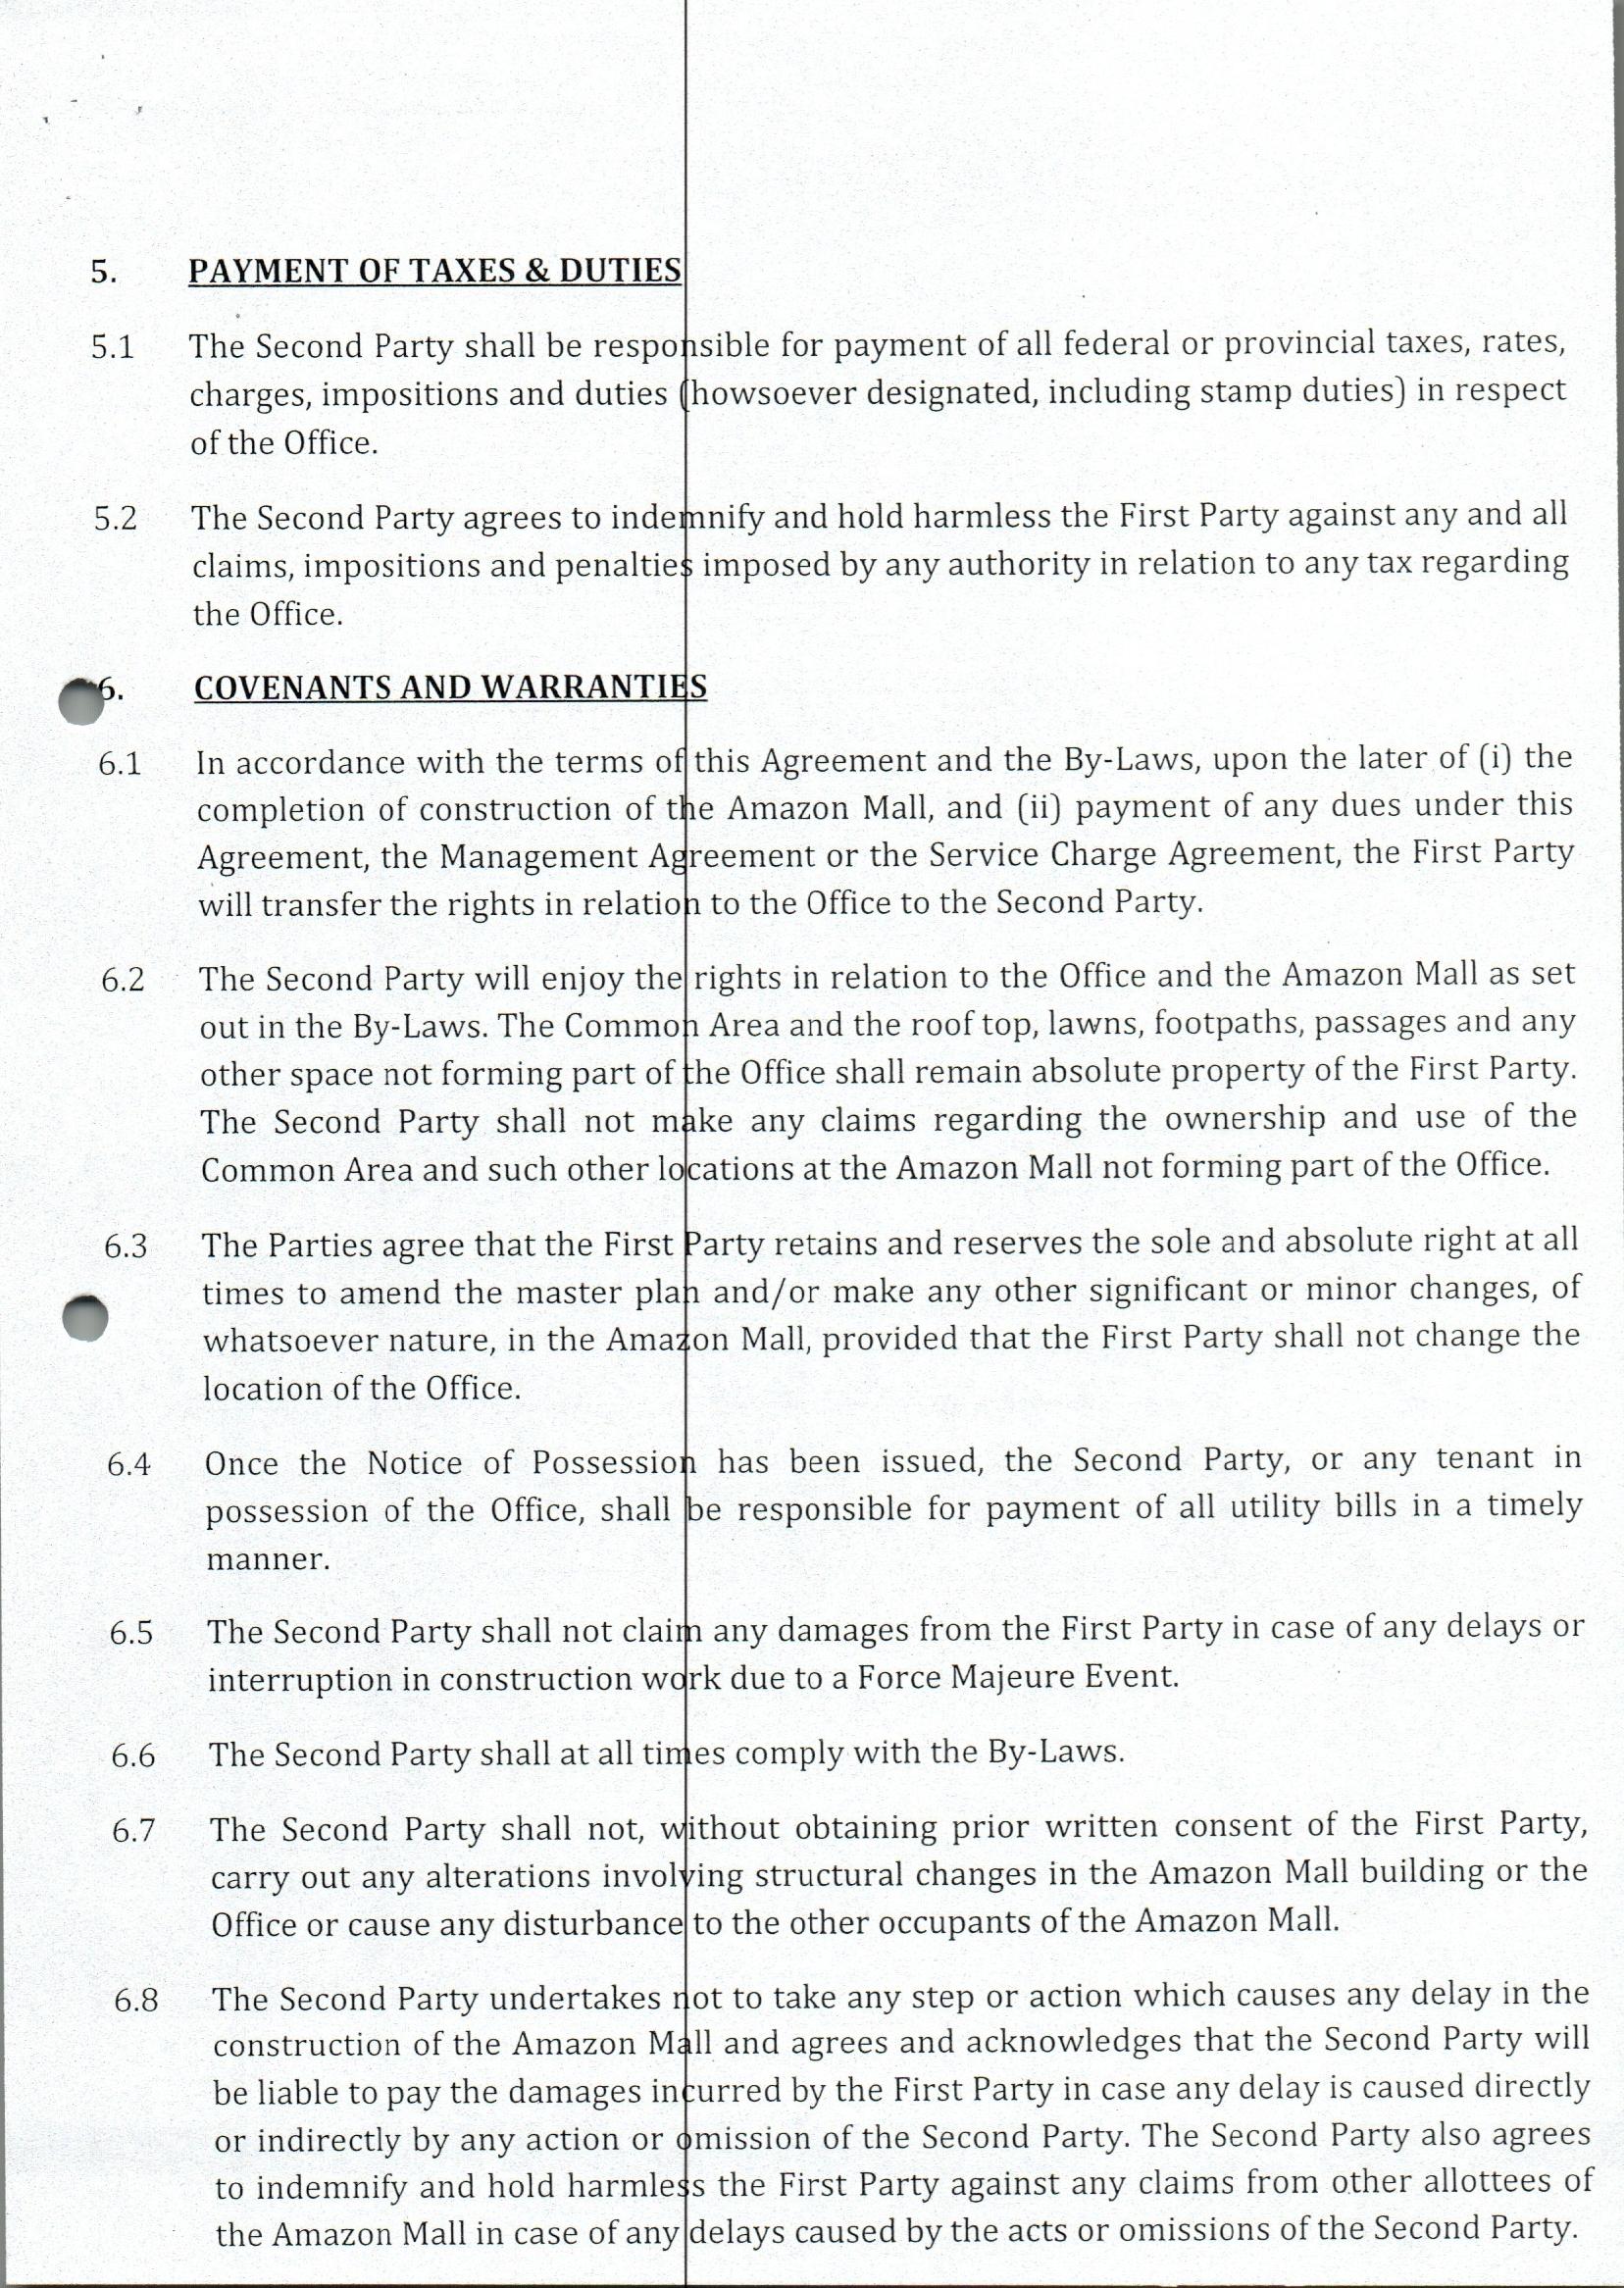 5. PAYMENT OF TAXES & DUTIES
5.1 The Second Party shall be responsible for payment of all federal or provincial taxes, rates,
charges, impositions and duties (howsoever designated, including stamp duties) in respect
of the Office.
5.2 The Second Party agrees to indemnify and hold harmless the First Party against any and all
claims, impositions and penalties imposed by any authority in relation to any tax regarding
the Office.
6. COVENANTS AND WARRANTIES
6.1 In accordance with the terms of this Agreement and the By-Laws, upon the later of (i) the
completion of construction of the Amazon Mall, and (ii) payment of any dues under this
Agreement, the Management Agreement or the Service Charge Agreement, the First Party
will transfer the rights in relation to the Office to the Second Party.
6.2 The Second Party will enjoy the rights in relation to the Office and the Amazon Mall as set
out in the By-Laws. The Common Area and the roof top, lawns, footpaths, passages and any
other space not forming part of the Office shall remain absolute property of the First Party.
The Second Party shall not make any claims regarding the ownership and use of the
Common Area and such other locations at the Amazon Mall not forming part of the Office.
6.3 The Parties agree that the First Party retains and reserves the sole and absolute right at all
times to amend the master plan and/or make any other significant or minor changes, of
whatsoever nature, in the Amazon Mall, provided that the First Party shall not change the
location of the Office.
6.4 Once the Notice of Possession has been issued, the Second Party, or any tenant in
possession of the Office, shall be responsible for payment of all utility bills in a timely
manner.
6.5 The Second Party shall not claim any damages from the First Party in case of any delays or
interruption in construction work due to a Force Majeure Event.
6.6 The Second Party shall at all times comply with the By-Laws.
6.7 The Second Party shall not, without obtaining prior written consent of the First Party,
carry out any alterations involving structural changes in the Amazon Mall building or the
Office or cause any disturbance to the other occupants of the Amazon Mall.
6.8 The Second Party undertakes not to take any step or action which causes any delay in the
construction of the Amazon Mall and agrees and acknowledges that the Second Party will
be liable to pay the damages incurred by the First Party in case any delay is caused directly
or indirectly by any action or omission of the Second Party. The Second Party also agrees
to indemnify and hold harmless the First Party against any claims from other allottees of
the Amazon Mall in case of any delays caused by the acts or omissions of the Second Party.